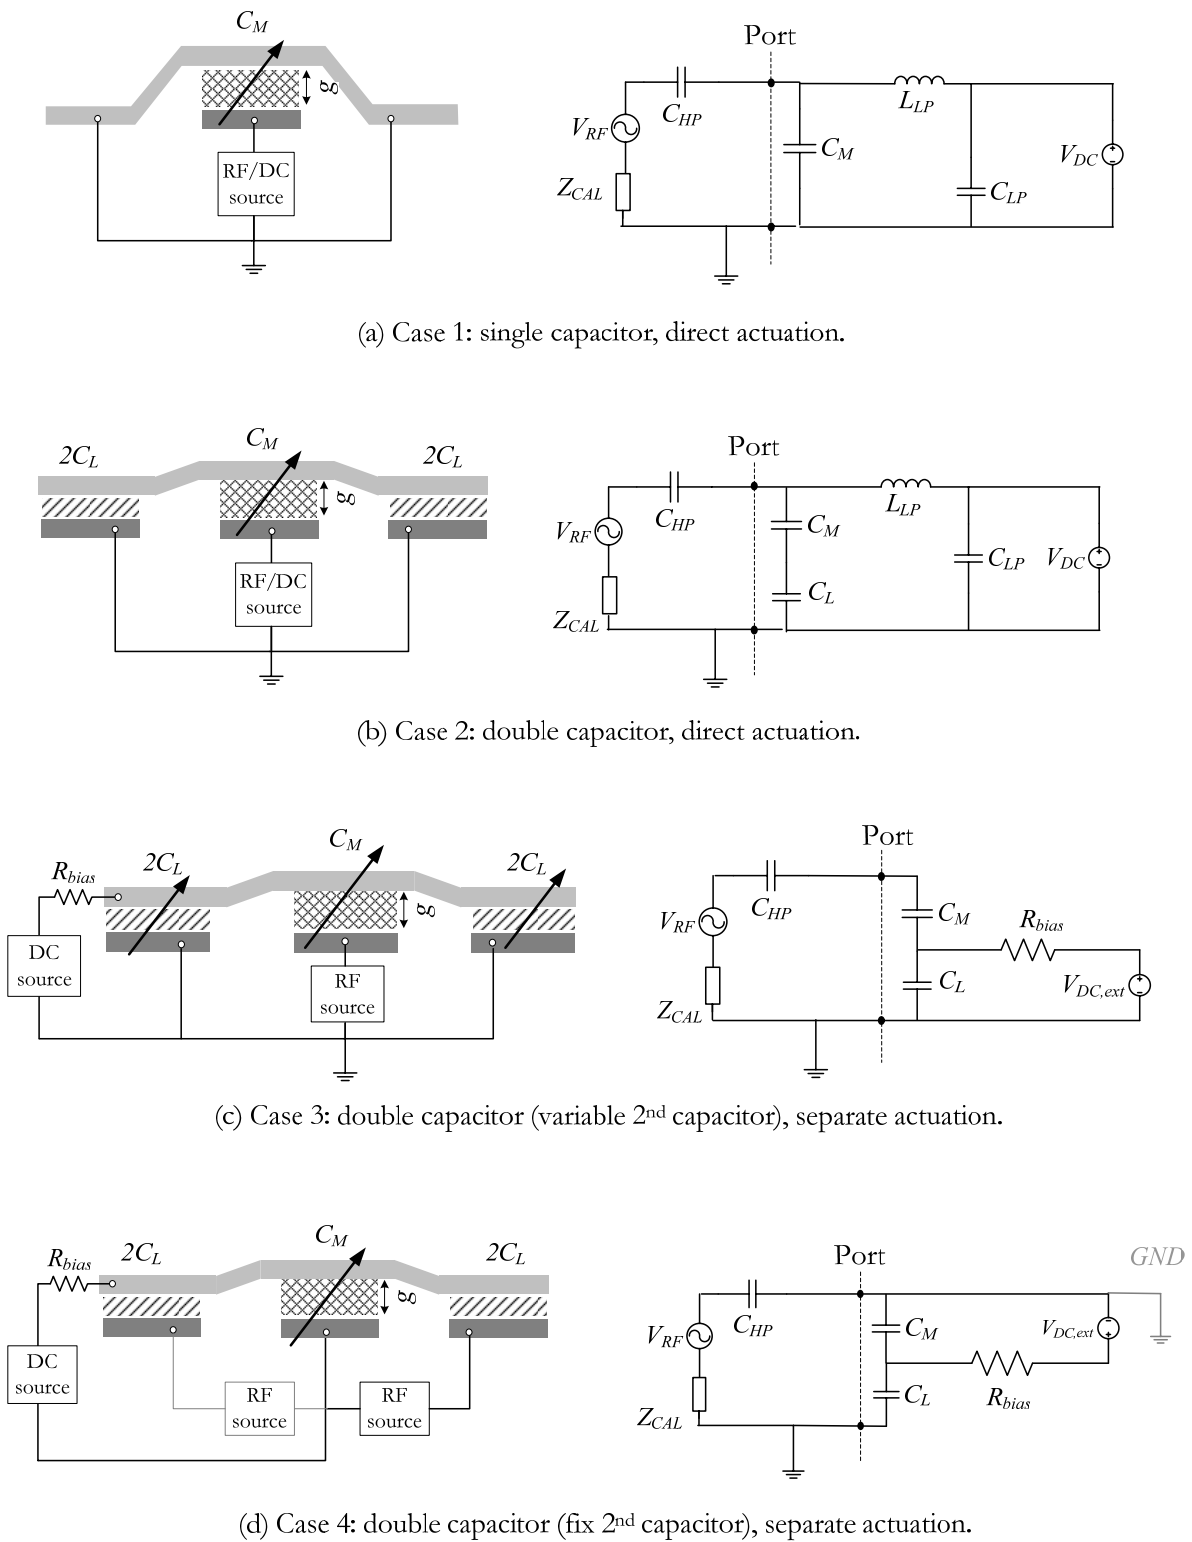 C_M
g
RF/DC
source
Port
C_HP
V_RF
Z_CAL
C_M
L_LP
C_LP
V_DC
(a) Case 1: single capacitor, direct actuation.
2C_L
C_M
2C_L
g
RF/DC
source
Port
C_HP
V_RF
Z_CAL
C_M
C_L
L_LP
C_LP
V_DC
(b) Case 2: double capacitor, direct actuation.
R_bias
2C_L
C_M
2C_L
g
DC
source
RF
source
Port
C_HP
V_RF
Z_CAL
C_M
C_L
R_bias
V_DC,ext
(c) Case 3: double capacitor (variable 2nd capacitor), separate actuation.
R_bias
2C_L
C_M
2C_L
g
DC
source
RF
source
RF
source
Port
GND
C_HP
V_RF
Z_CAL
C_M
C_L
V_DC,ext
R_bias
(d) Case 4: double capacitor (fix 2nd capacitor), separate actuation.